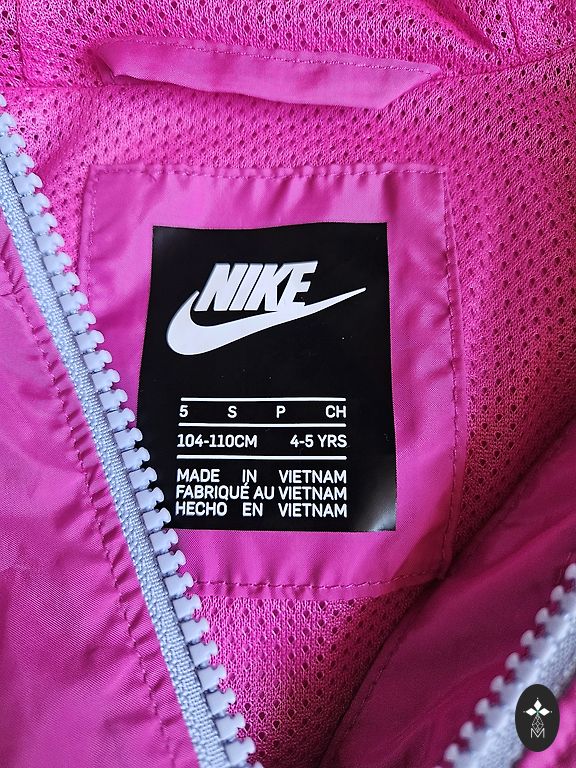 NIKE
5 S P CH
104-110CM 4-5 YRS
MADE IN VIETNAM
FABRIQUÉ AU VIETNAM
HECHO EN VIETNAM
M